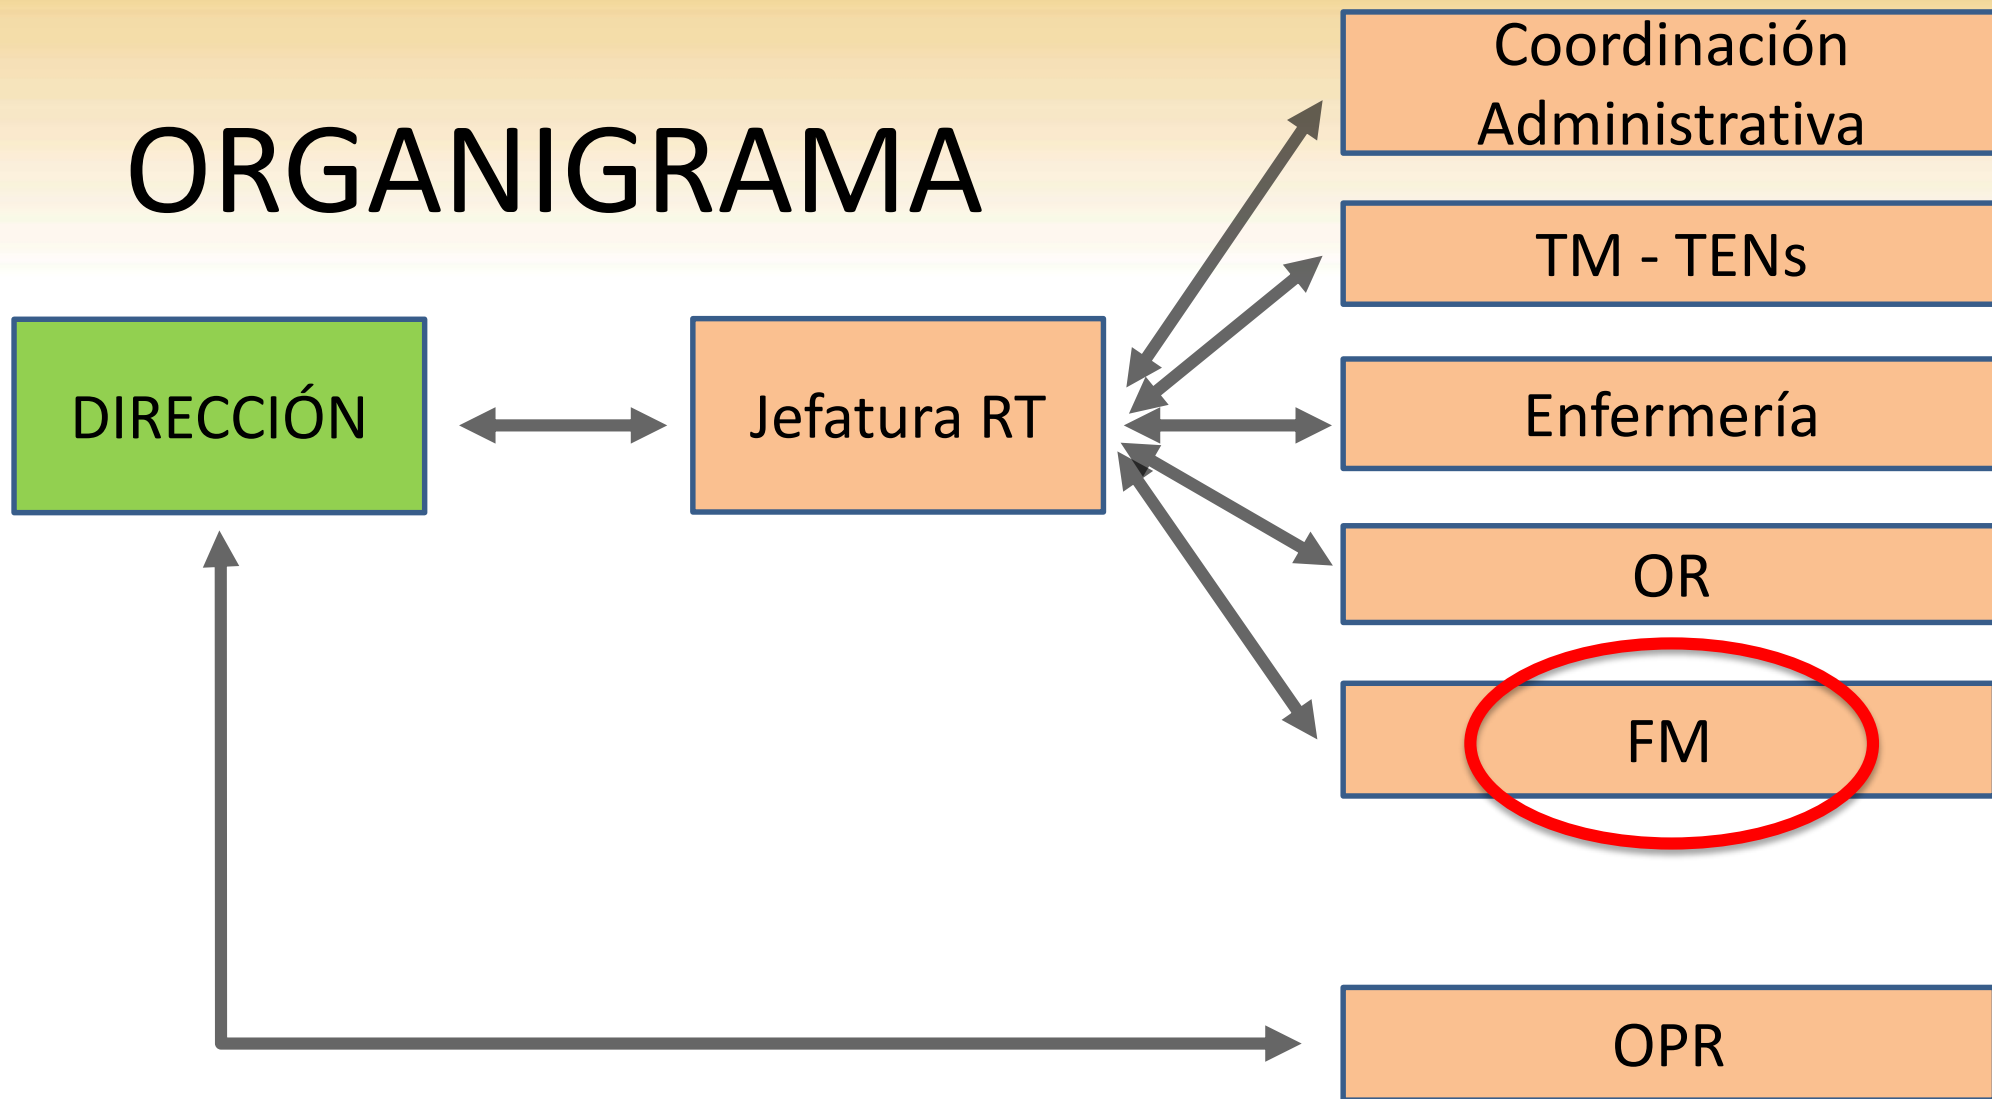 ORGANIGRAMA
DIRECCIÓN
Jefatura RT
Coordinación
Administrativa
TM - TENs
Enfermería
OR
FM
OPR